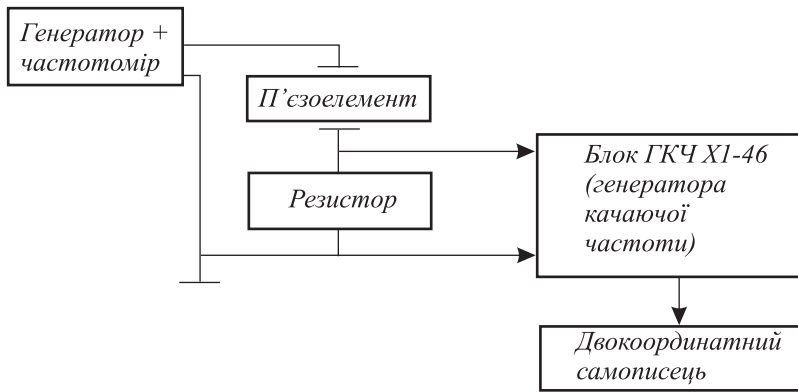 Генератор +
частотомір
П’єзоелемент
Резистор
Блок ГКЧ Х1-46
(генератора
качаючої
частоти)
Двокоординатний
самописець